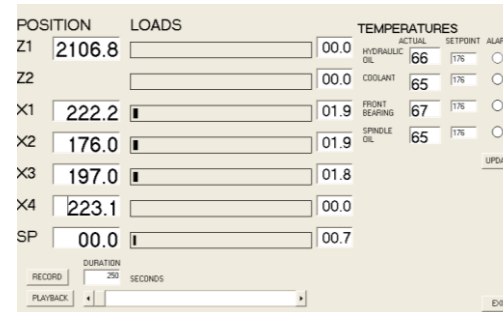 POSITION LOADS TEMPERATURES
ACTUAL SETPOINT ALAR
Z1 2106.8 00.0 HYDRAULIC OIL 66 176
Z2 00.0 COOLANT 65 176
X1 222.2 01.9 FRONT BEARING 67 176
X2 176.0 01.9 SPINDLE OIL 65 176
UPDA
X3 197.0 01.8
X4 223.1 00.0
SP 00.0 00.7
DURATION
RECORD 250 SECONDS
PLAYBACK EXI